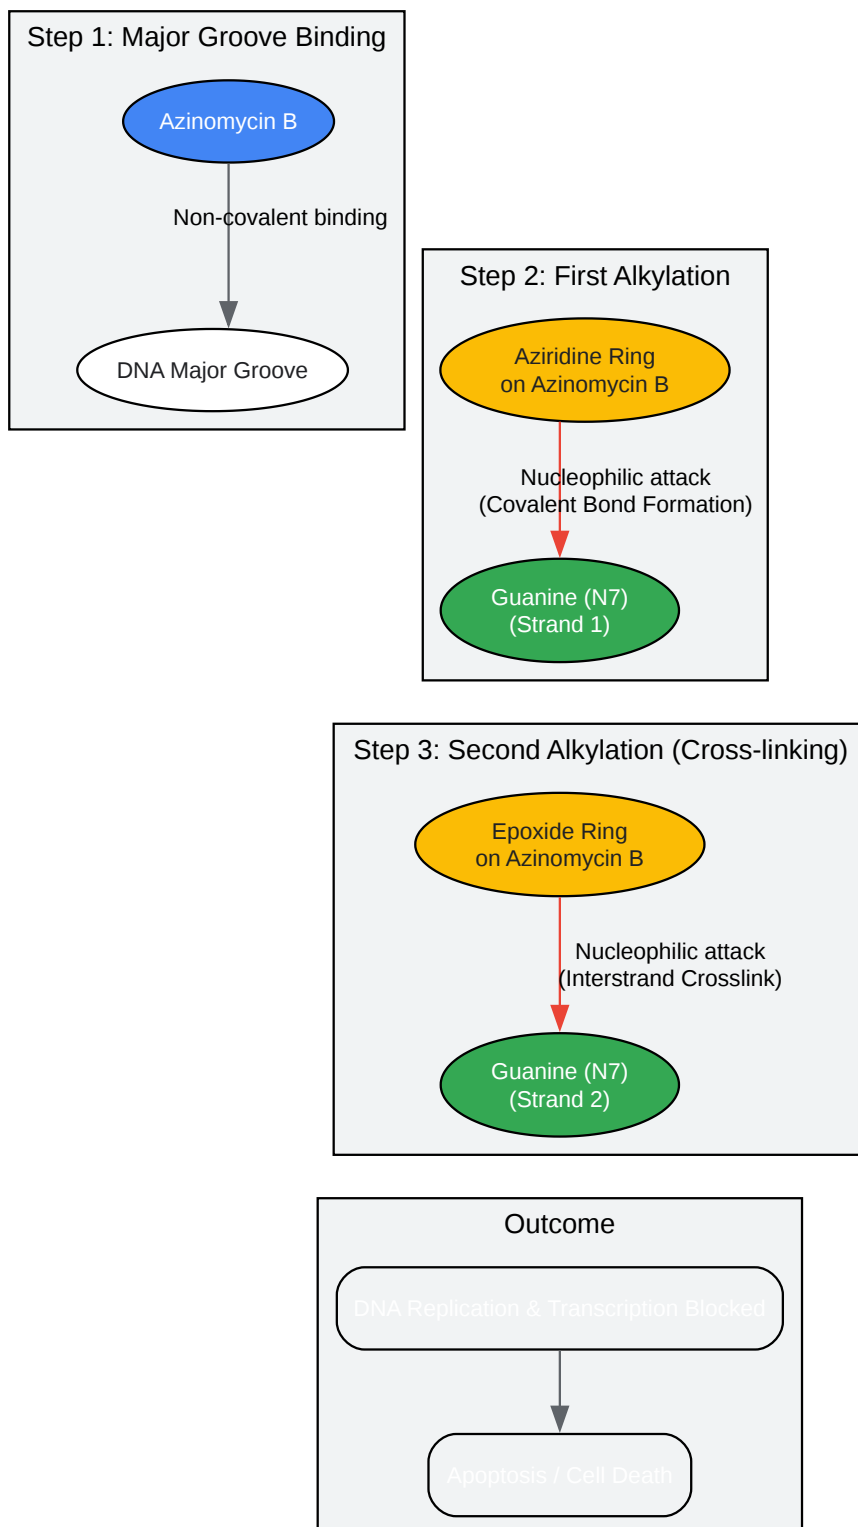 Step 1: Major Groove Binding
Azinomycin B
Non-covalent binding
DNA Major Groove
Step 2: First Alkylation
Aziridine Ring
on Azinomycin B
Nucleophilic attack
(Covalent Bond Formation)
Guanine (N7)
(Strand 1)
Step 3: Second Alkylation (Cross-linking)
Epoxide Ring
on Azinomycin B
Nucleophilic attack
(Interstrand Crosslink)
Guanine (N7)
(Strand 2)
Outcome
DNA Replication & Transcription Blocked
Apoptosis / Cell Death